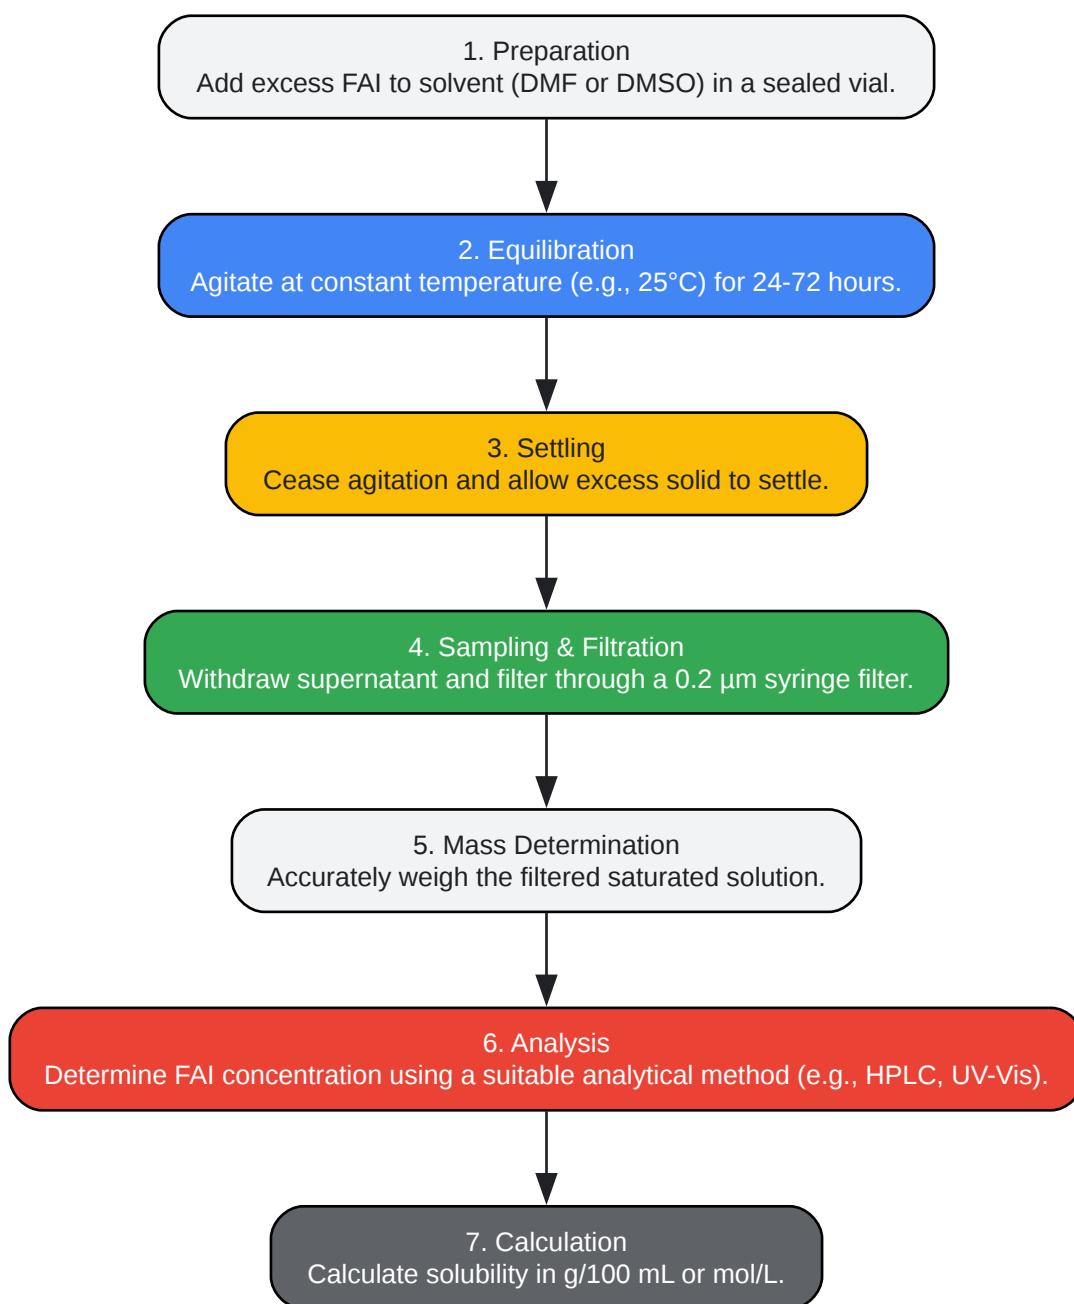 1. Preparation
Add excess FAI to solvent (DMF or DMSO) in a sealed vial.
2. Equilibration
Agitate at constant temperature (e.g., 25°C) for 24-72 hours.
3. Settling
Cease agitation and allow excess solid to settle.
4. Sampling & Filtration
Withdraw supernatant and filter through a 0.2 µm syringe filter.
5. Mass Determination
Accurately weigh the filtered saturated solution.
6. Analysis
Determine FAI concentration using a suitable analytical method (e.g., HPLC, UV-Vis).
7. Calculation
Calculate solubility in g/100 mL or mol/L.